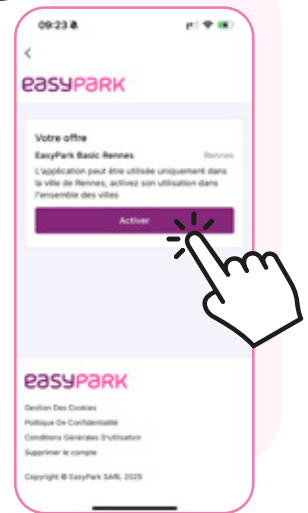 09:23
easypark
Votre offre
EasyPark Basic Rennes Rennes
L'application peut être utilisée uniquement dans
la ville de Rennes, activez son utilisation dans
l'ensemble des villes
Activer
easypark
Gestion Des Cookies
Politique De Confidentialité
Conditions Générales D'utilisation
Supprimer le compte
Copyright © EasyPark SARL 2025